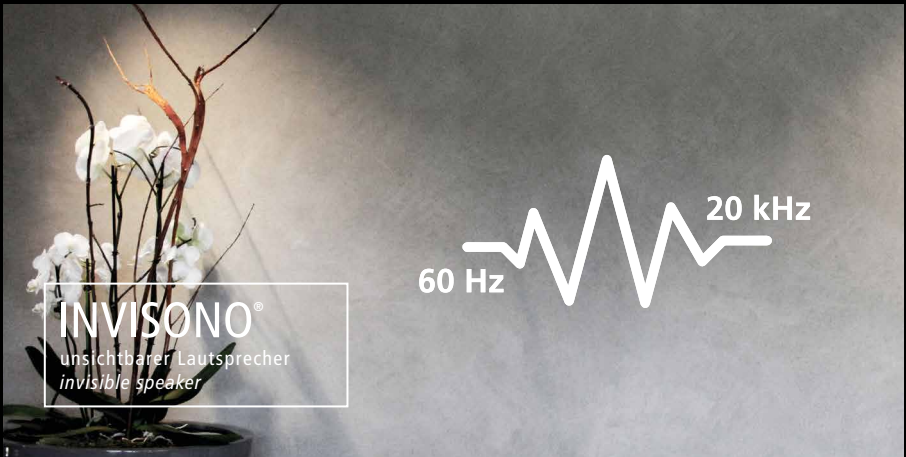 20 kHz
60 Hz
INVISONO®
unsichtbarer Lautsprecher
invisible speaker